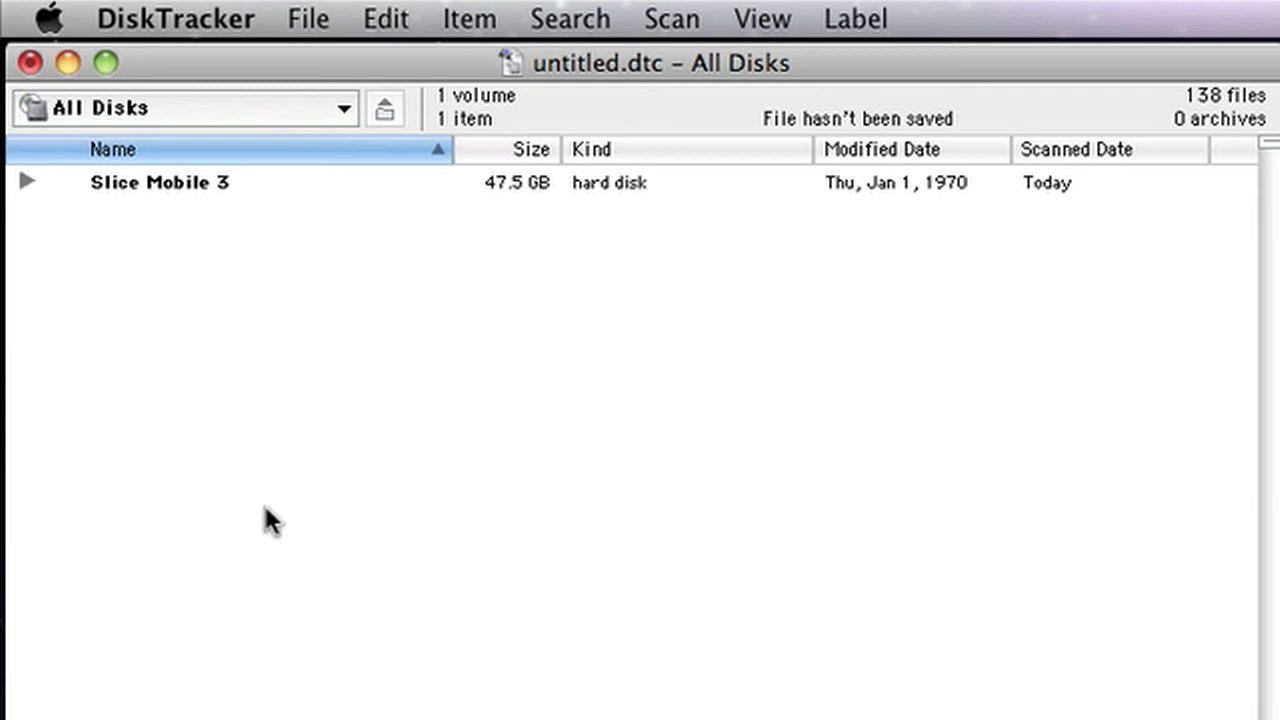 DiskTracker File Edit Item Search Scan View Label
untitled.dtc - All Disks
All Disks
1 volume
138 files
1 item
File hasn't been saved
0 archives
Name Size Kind Modified Date Scanned Date
Slice Mobile 3 47.5 GB hard disk Thu, Jan 1, 1970 Today